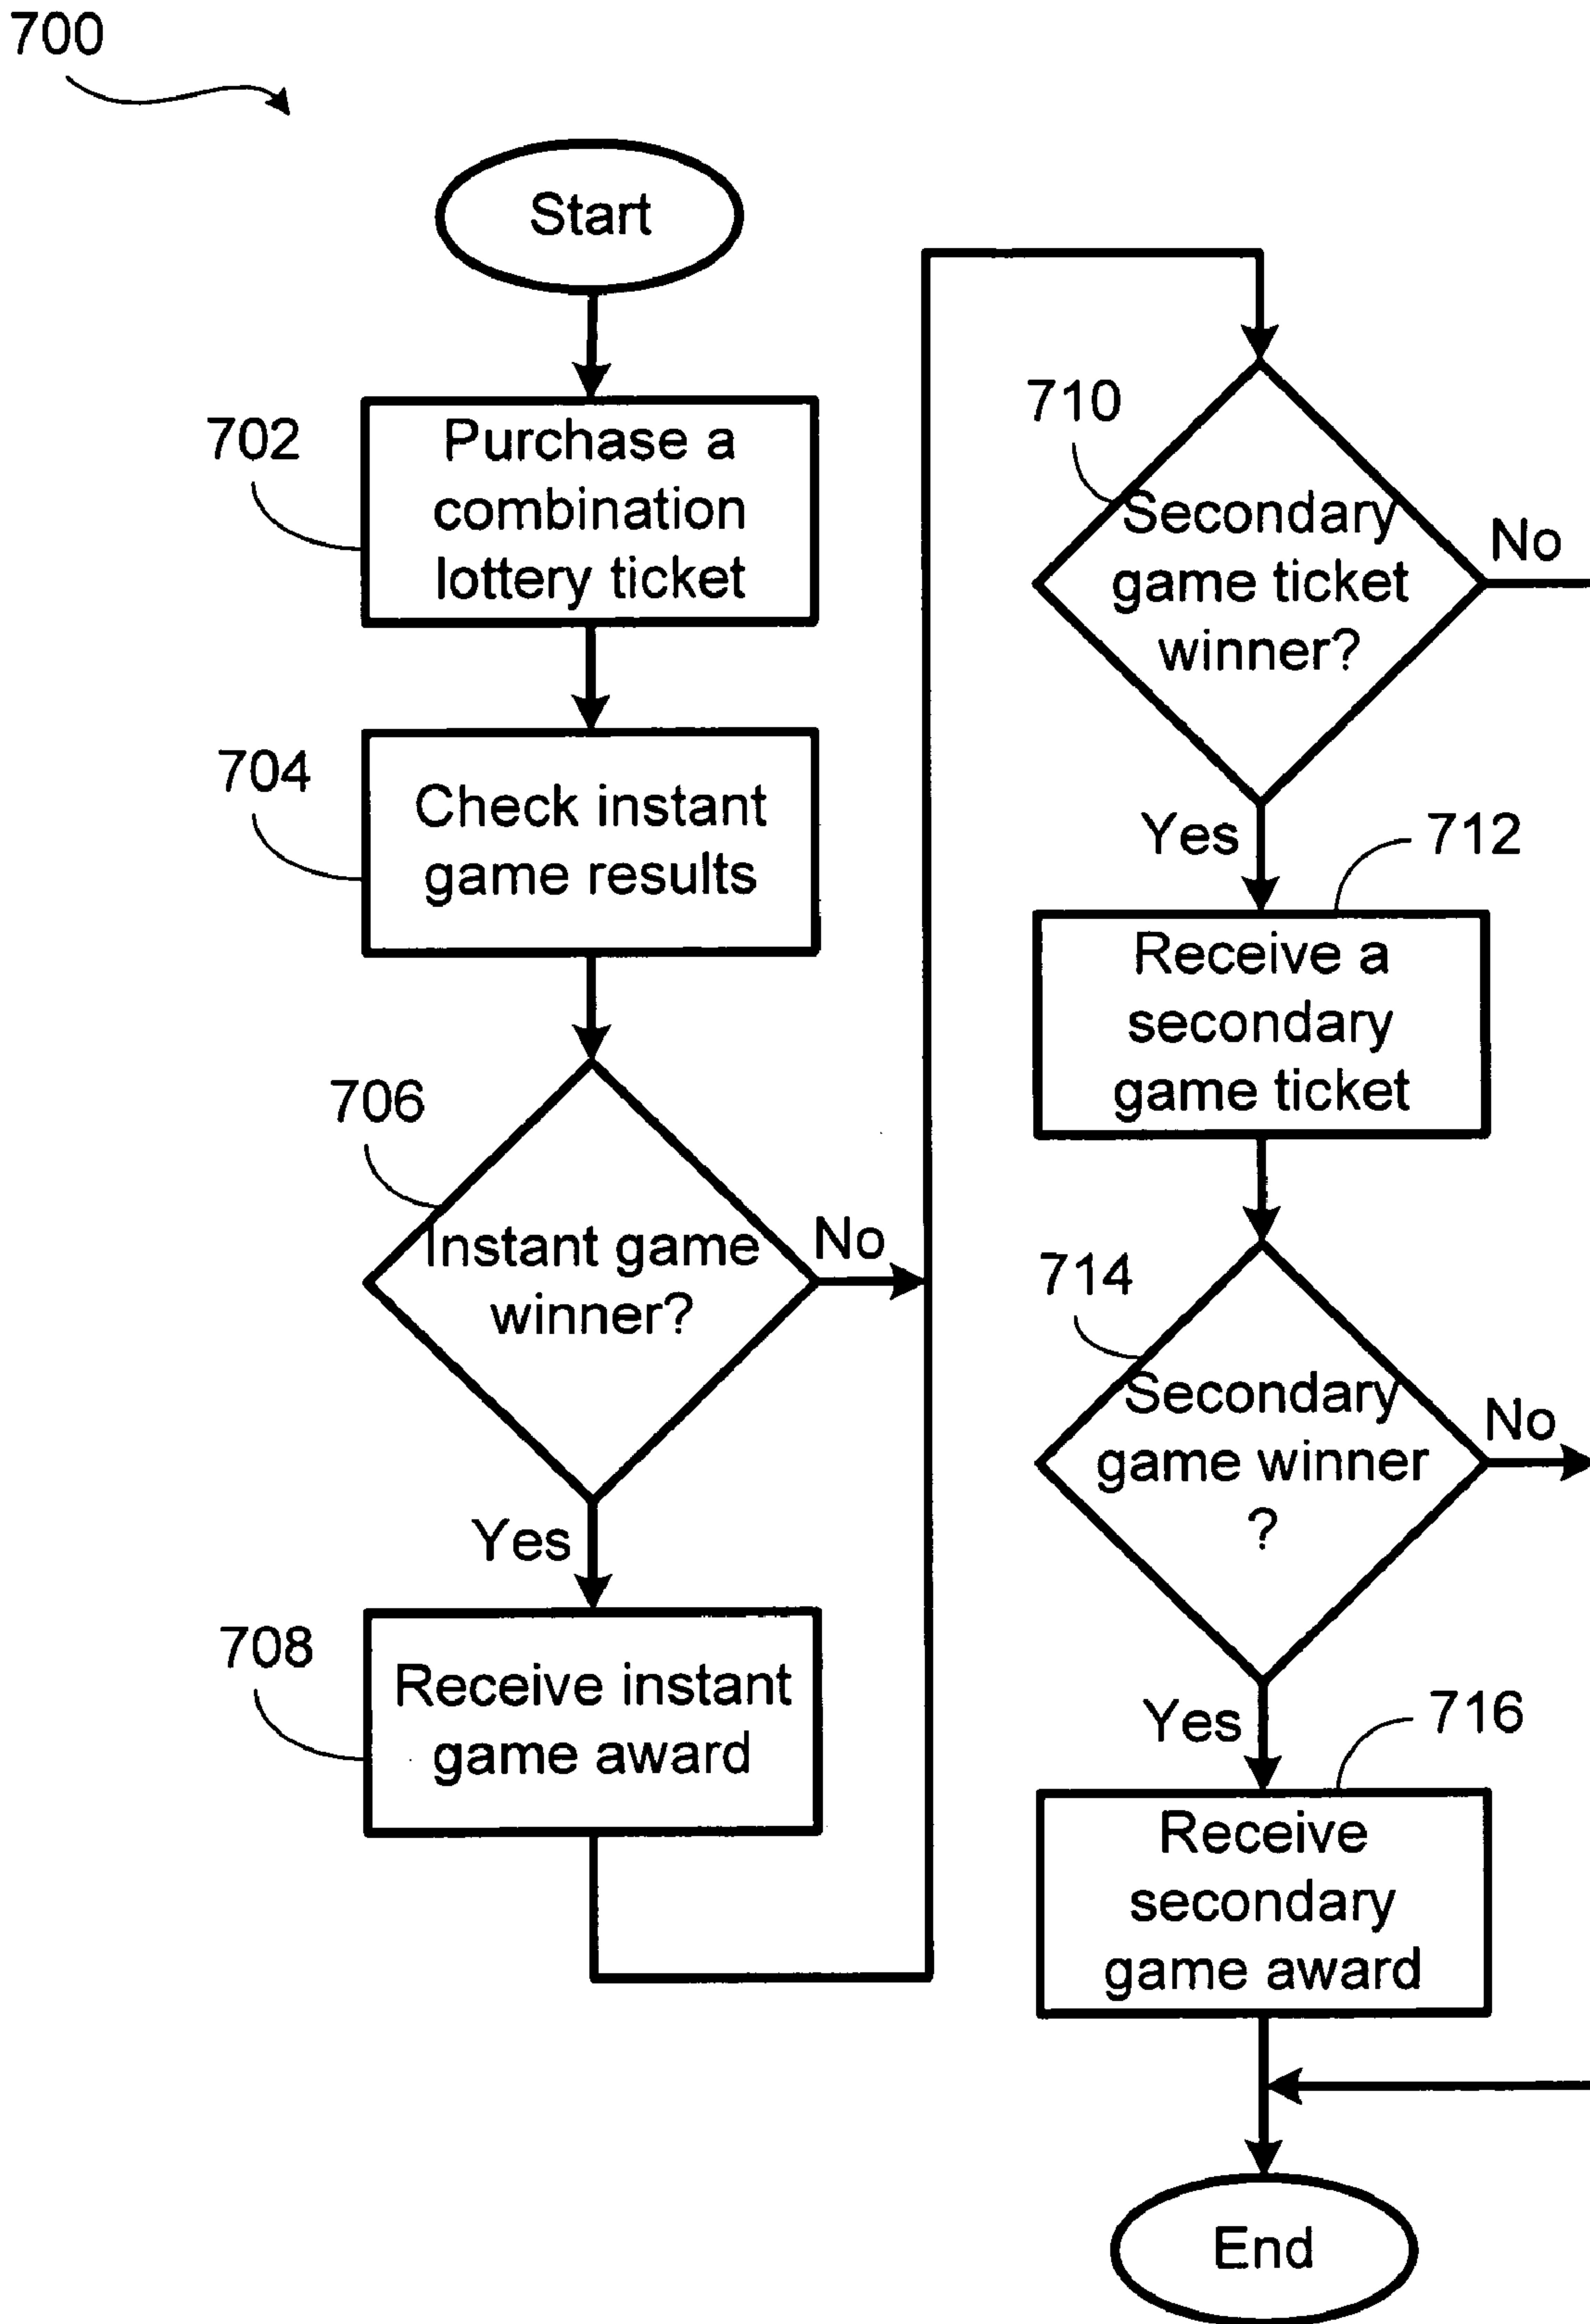 700
Start
702
Purchase a
combination
lottery ticket
704
Check instant
game results
706
Instant game
winner?
No
Yes
708
Receive instant
game award
710
Secondary
game ticket
winner?
No
Yes
712
Receive a
secondary
game ticket
714
Secondary
game winner
?
No
Yes
716
Receive
secondary
game award
End